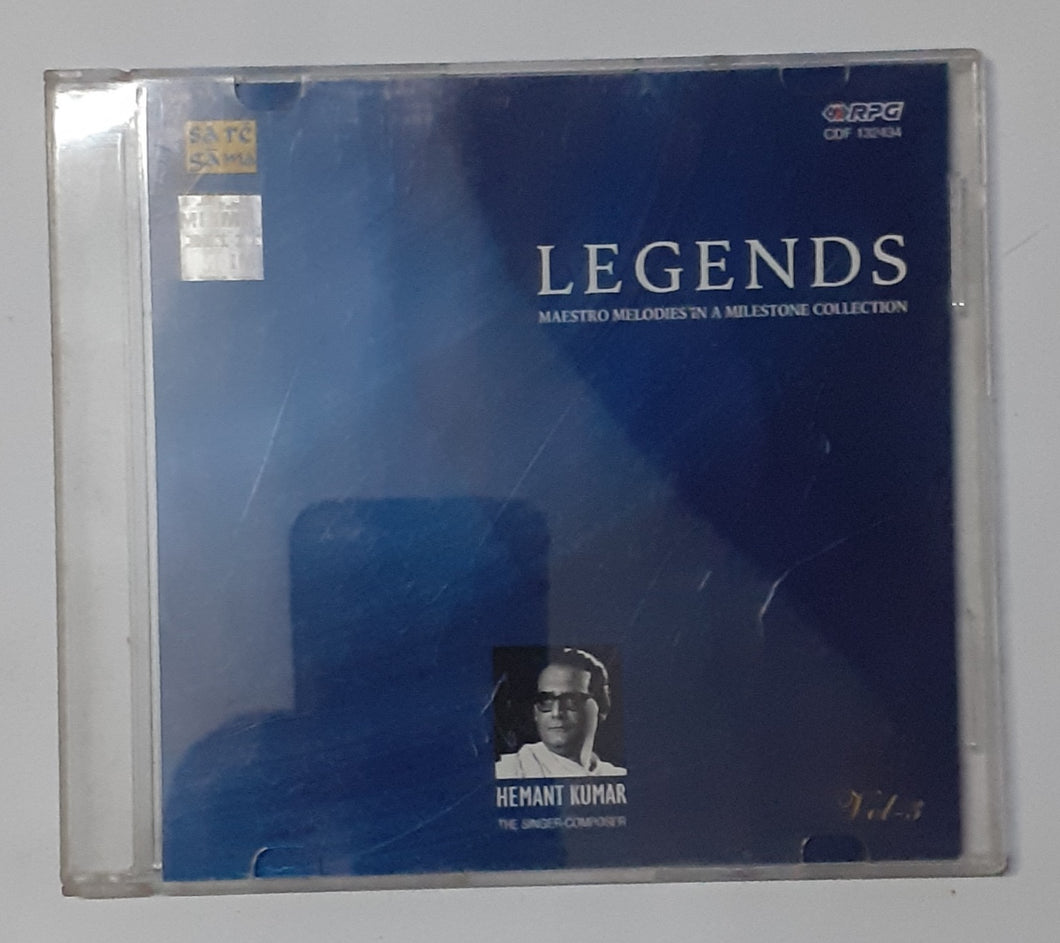 sa re
ga ma
RPG
CDF 132434
LEGENDS
MAESTRO MELODIES IN A MILESTONE COLLECTION
HEMANT KUMAR
THE SINGER-COMPOSER
Vol-3